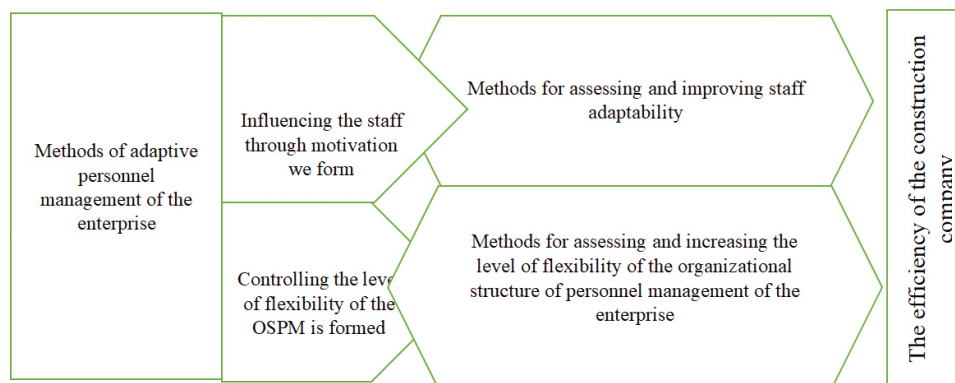 Methods of adaptive
personnel
management of the
enterprise
Influencing the staff
through motivation
we form
Controlling the level
of flexibility of the
OSPM is formed
Methods for assessing and improving staff
adaptability
Methods for assessing and increasing the
level of flexibility of the organizational
structure of personnel management of the
enterprise
The efficiency of the construction
company